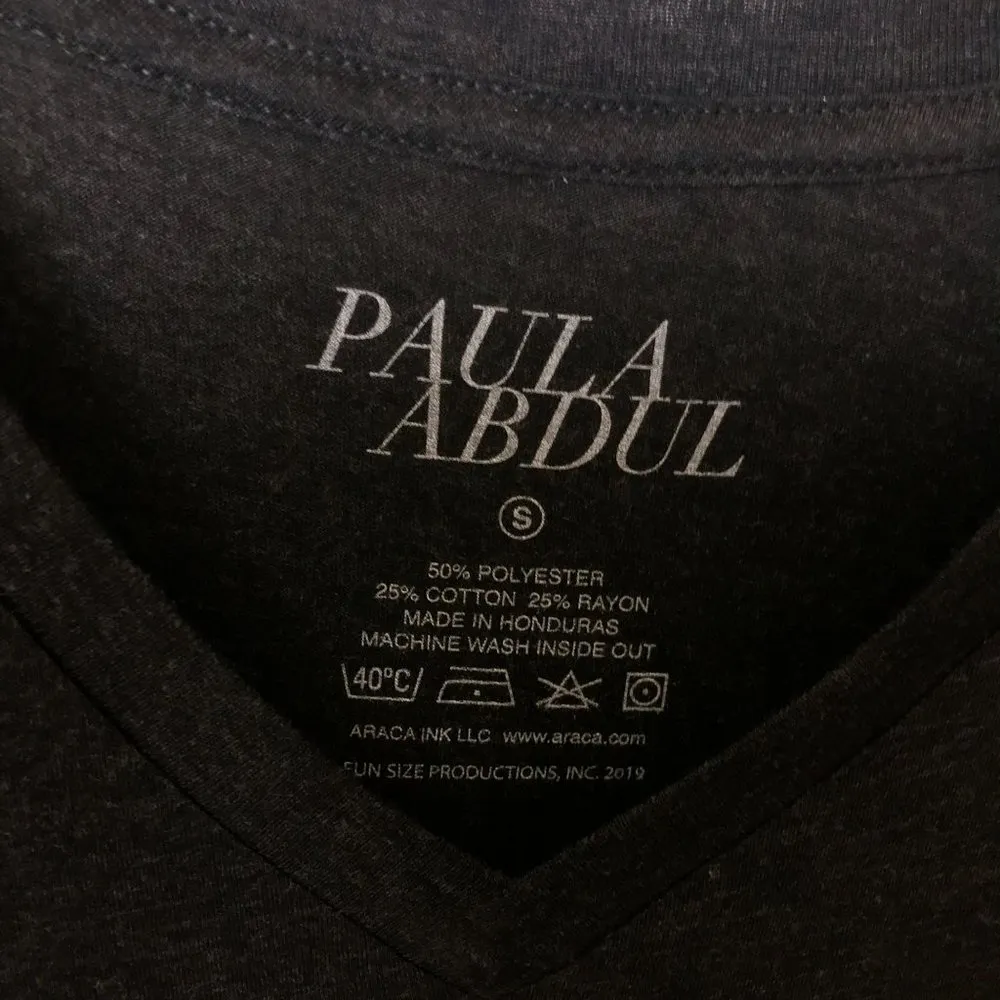 PAULA
ABDUL
S
50% POLYESTER
25% COTTON 25% RAYON
MADE IN HONDURAS
MACHINE WASH INSIDE OUT
40ºC
ARACA INK LLC www.araca.com
FUN SIZE PRODUCTIONS, INC. 2019